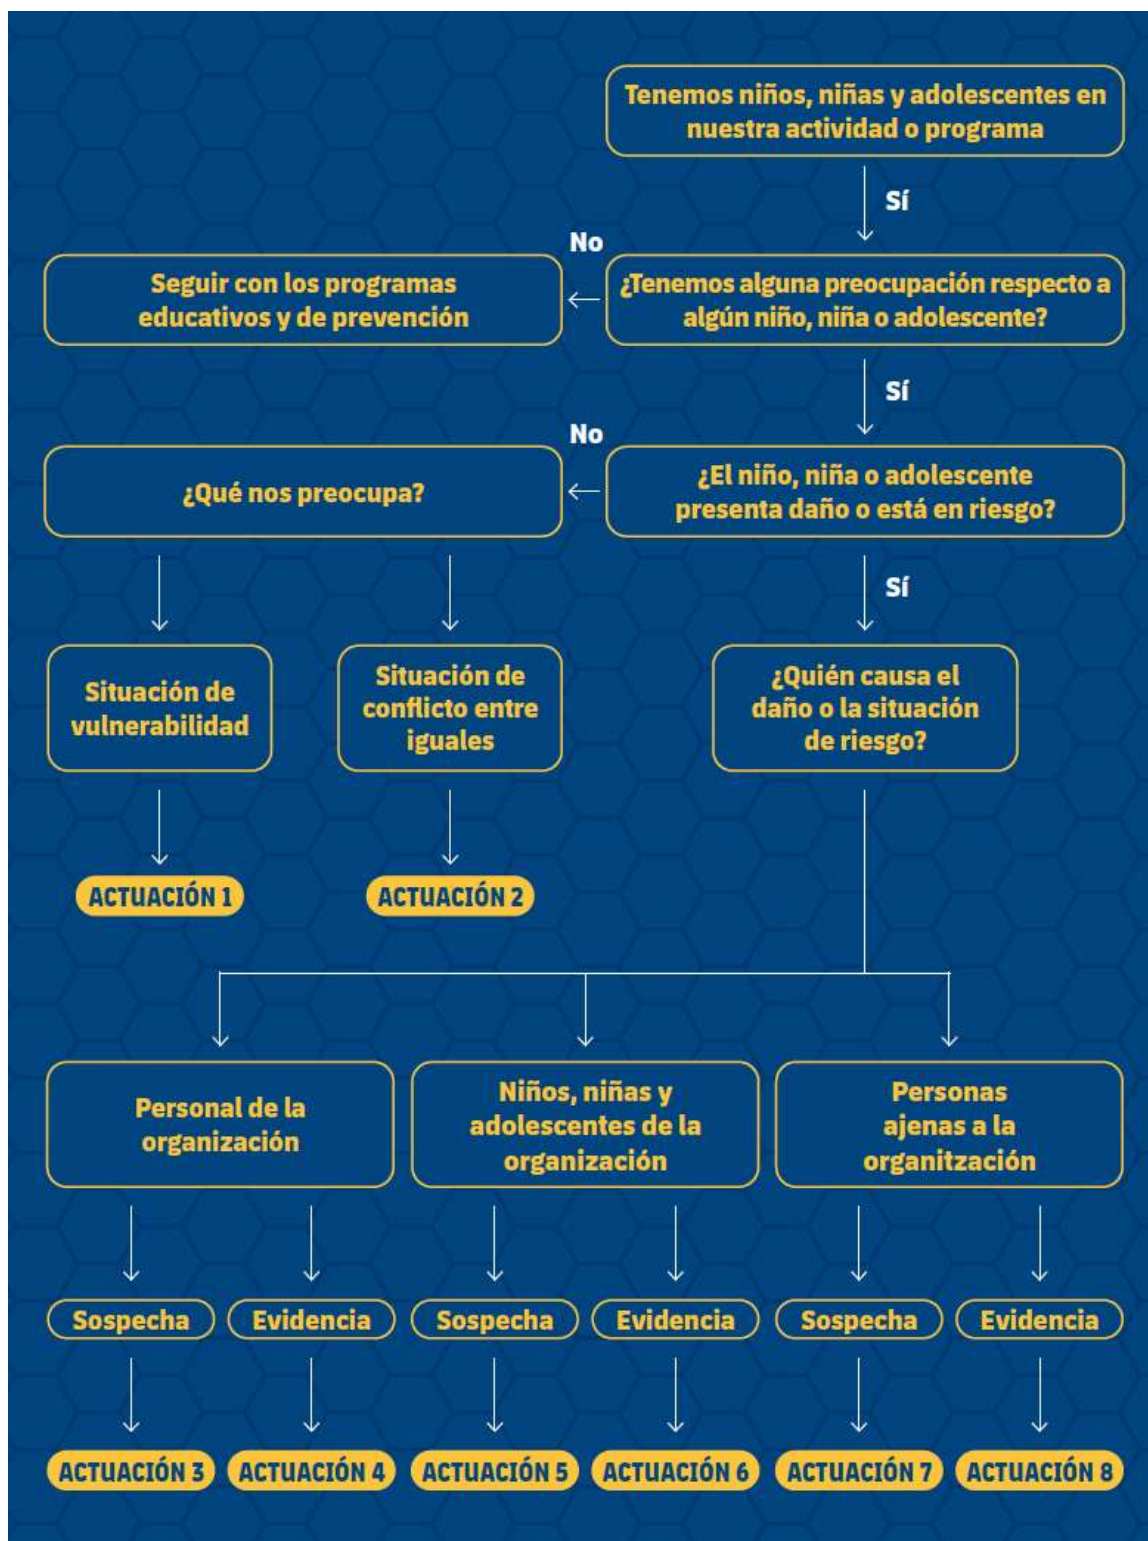 Tenemos niños, niñas y adolescentes en
nuestra actividad o programa
Sí
No
Seguir con los programas
educativos y de prevención
¿Tenemos alguna preocupación respecto a
algún niño, niña o adolescente?
Sí
No
¿Qué nos preocupa?
¿El niño, niña o adolescente
presenta daño o está en riesgo?
Sí
Situación de
vulnerabilidad
Situación de
conflicto entre
iguales
¿Quién causa el
daño o la situación
de riesgo?
ACTUACIÓN 1
ACTUACIÓN 2
Personal de la
organización
Niños, niñas y
adolescentes de la
organización
Personas
ajenas a la
organitzación
Sospecha
Evidencia
Sospecha
Evidencia
Sospecha
Evidencia
ACTUACIÓN 3
ACTUACIÓN 4
ACTUACIÓN 5
ACTUACIÓN 6
ACTUACIÓN 7
ACTUACIÓN 8